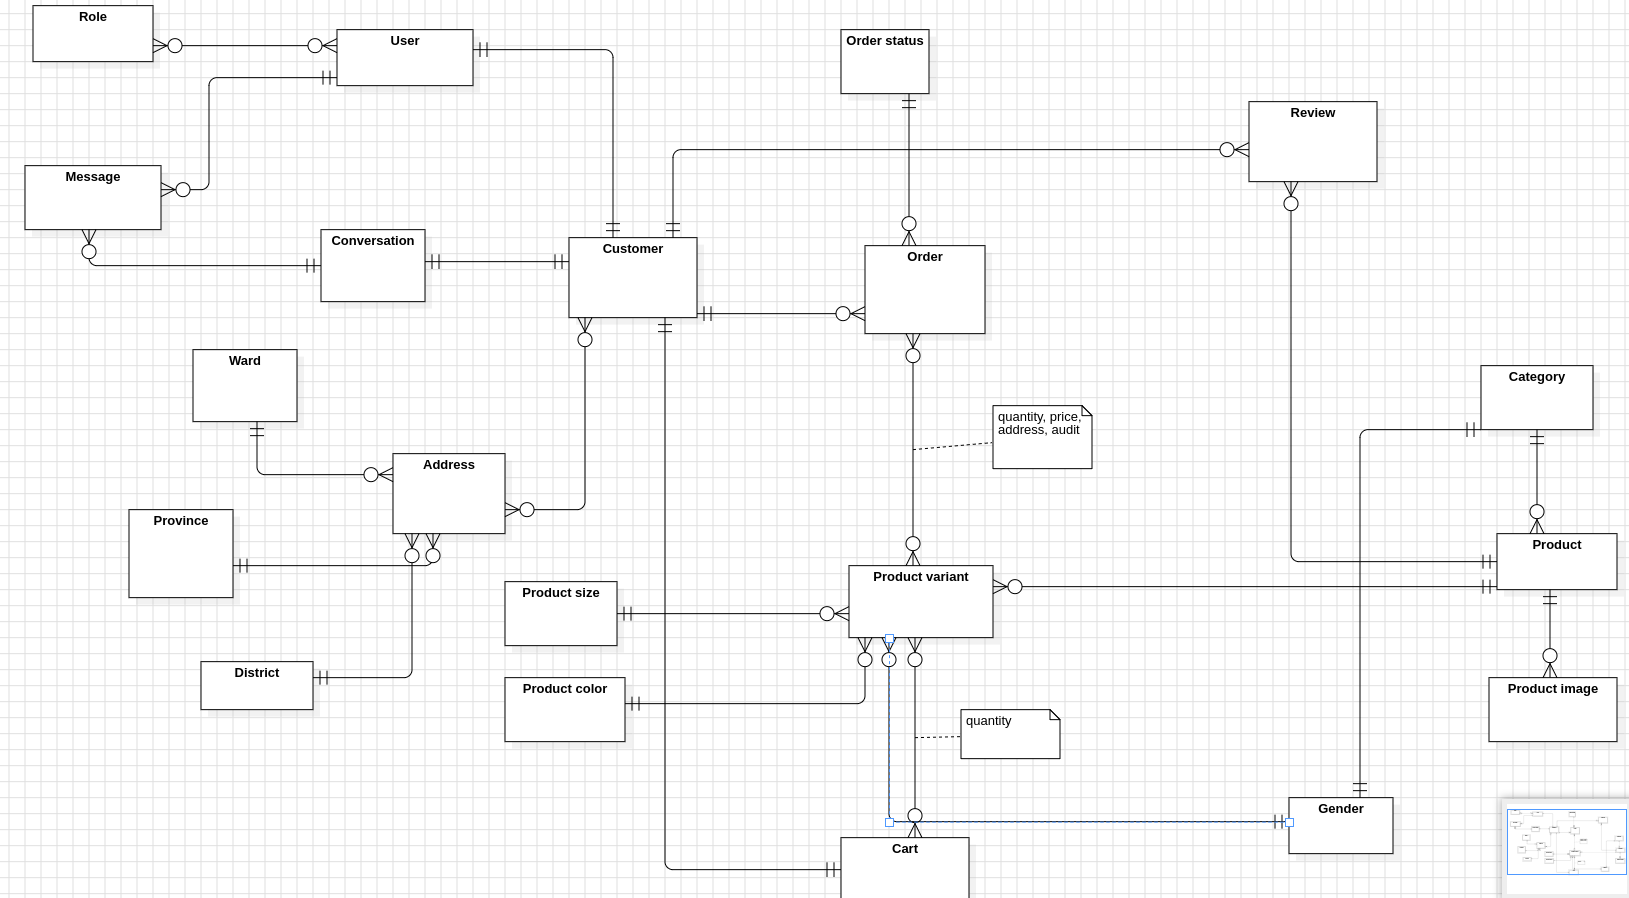 Role
User
Order status
Review
Message
Conversation
Customer
Order
Ward
Category
quantity, price,
address, audit
Address
Province
Product
Product variant
Product size
District
Product color
Product image
quantity
Gender
Cart